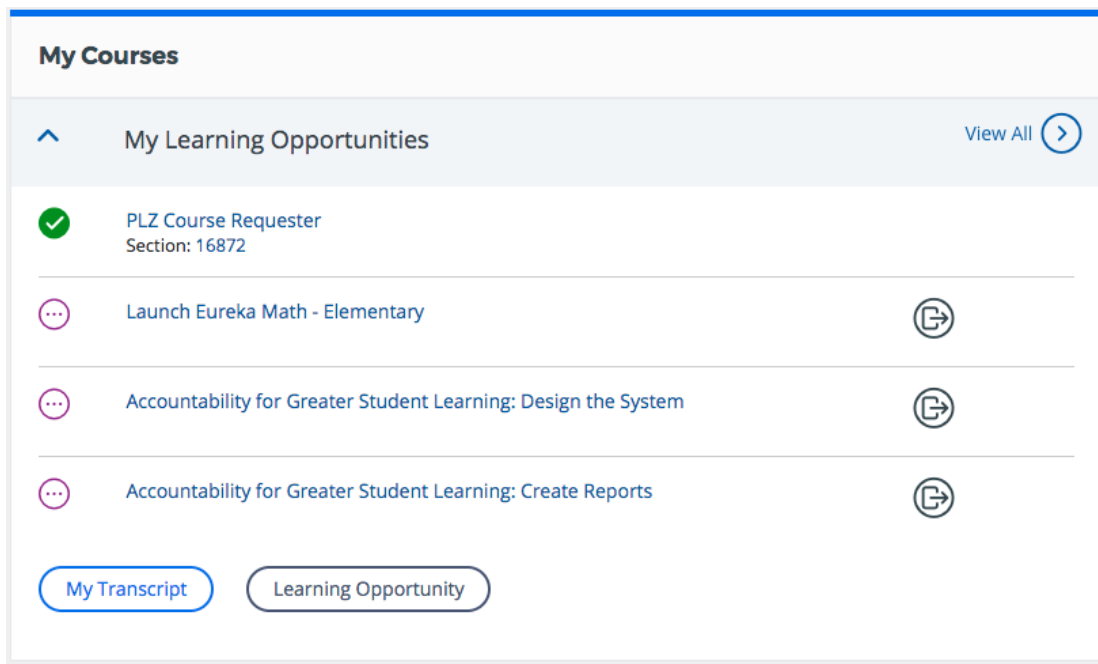 My Courses
My Learning Opportunities
View All
PLZ Course Requester
Section: 16872
Launch Eureka Math - Elementary
Accountability for Greater Student Learning: Design the System
Accountability for Greater Student Learning: Create Reports
My Transcript
Learning Opportunity